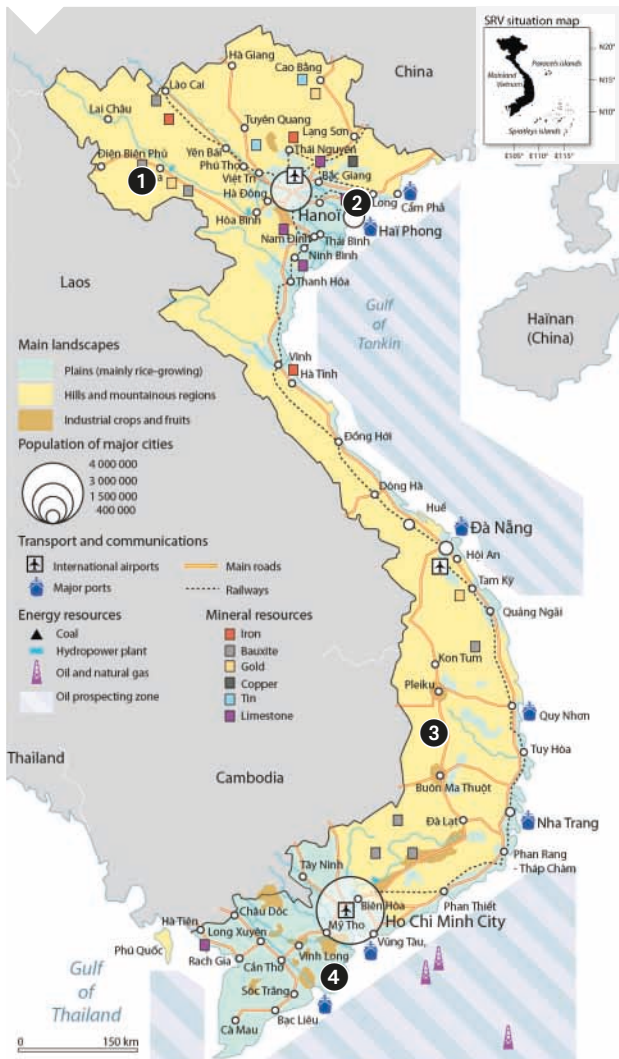 SRV situation map
N20°
Paracels islands
Mainland
Vietnam
N15°
N10°
Spratleys islands
E105° E110° E115°
China
Hà Giang
Cao Bằng
Lào Cai
Lai Châu
Tuyên Quang
Lạng Sơn
Điện Biên Phủ
Yên Bái
Thái Nguyên
Phú Thọ
Việt Trì
Bắc Giang
1
Hà Đông
2
Long
Cẩm Phả
Hanoï
Hòa Bình
Haï Phong
Nam Định
Thái Bình
Ninh Bình
Laos
Thanh Hóa
Gulf
of
Tonkin
Haïnan
(China)
Main landscapes
Plains (mainly rice-growing)
Hills and mountainous regions
Industrial crops and fruits
Vinh
Hà Tĩnh
Population of major cities
4 000 000
3 000 000
1 500 000
400 000
Đồng Hới
Đông Hà
Huế
Đà Nẵng
Hội An
Transport and communications
International airports
Main roads
Major ports
Railways
Tam Kỳ
Quảng Ngãi
Energy resources
Coal
Hydropower plant
Oil and natural gas
Oil prospecting zone
Mineral resources
Iron
Bauxite
Gold
Copper
Tin
Limestone
Kon Tum
Pleiku
Quy Nhơn
3
Thailand
Tuy Hòa
Cambodia
Buôn Ma Thuột
Đà Lạt
Nha Trang
Tây Ninh
Phan Rang
- Tháp Chàm
Biên Hòa
Phan Thiết
Châu Dốc
Ho Chi Minh City
Hà Tiên
Mỹ Tho
Long Xuyên
Vũng Tàu,
Phú Quốc
Rach Gia
Vĩnh Long
Cần Thơ
4
Gulf
of
Thailand
Sóc Trăng
Bạc Liêu
Cà Mau
0 150 km